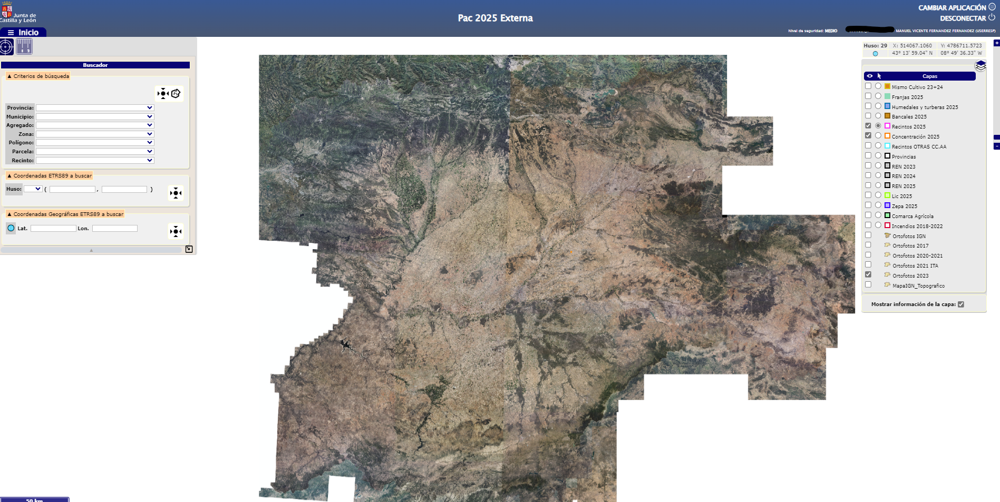 Junta de
Castilla y León
Pac 2025 Externa
CAMBIAR APLICACIÓN
DESCONECTAR
Nivel de seguridad: MEDIO
MANUEL VICENTE FERNANDEZ FERNANDEZ (USERRESP)
Inicio
Buscador
▲ Criterios de búsqueda
Provincia:
Municipio:
Agregado:
Zona:
Polígono:
Parcela:
Recinto:
▲ Coordenadas ETRS89 a buscar
Huso: ( , )
▲ Coordenadas Geográficas ETRS89 a buscar
Lat. Lon.
50 km
Huso: 29 X: 514067.1060 Y: 4786711.5723
43° 13' 59.04" N 08° 49' 36.33" W
Capas
Mismo Cultivo 23+24
Franjas 2025
Humedales y turberas 2025
Bancales 2025
Recintos 2025
Concentración 2025
Recintos OTRAS CC.AA
Provincias
REN 2023
REN 2024
REN 2025
Lic 2025
Zepa 2025
Comarca Agrícola
Incendios 2018-2022
Ortofotos IGN
Ortofotos 2017
Ortofotos 2020-2021
Ortofotos 2021 ITA
Ortofotos 2023
MapaIGN_Topografico
Mostrar información de la capa: